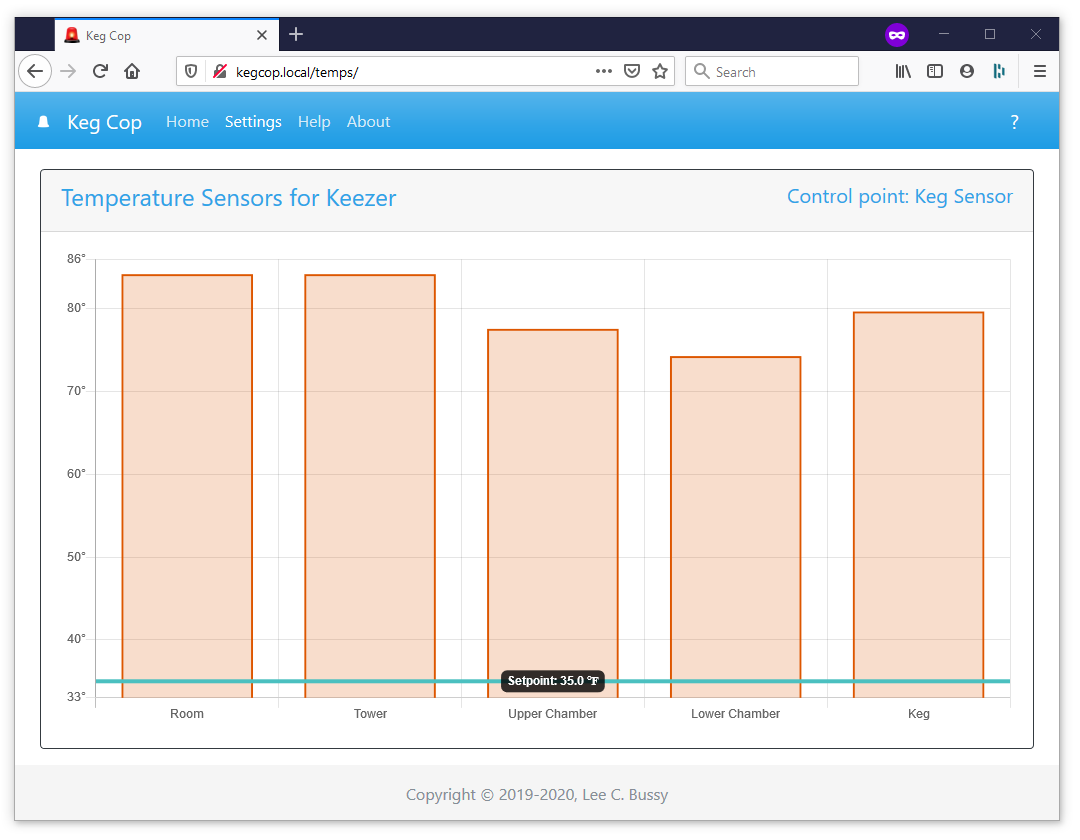 Keg Cop
kegcop.local/temps/
Search
Keg Cop Home Settings Help About ?
Temperature Sensors for Keezer
Control point: Keg Sensor
86°
80°
70°
60°
50°
40°
33°
Setpoint: 35.0 °F
Room Tower Upper Chamber Lower Chamber Keg
Copyright © 2019-2020, Lee C. Bussy